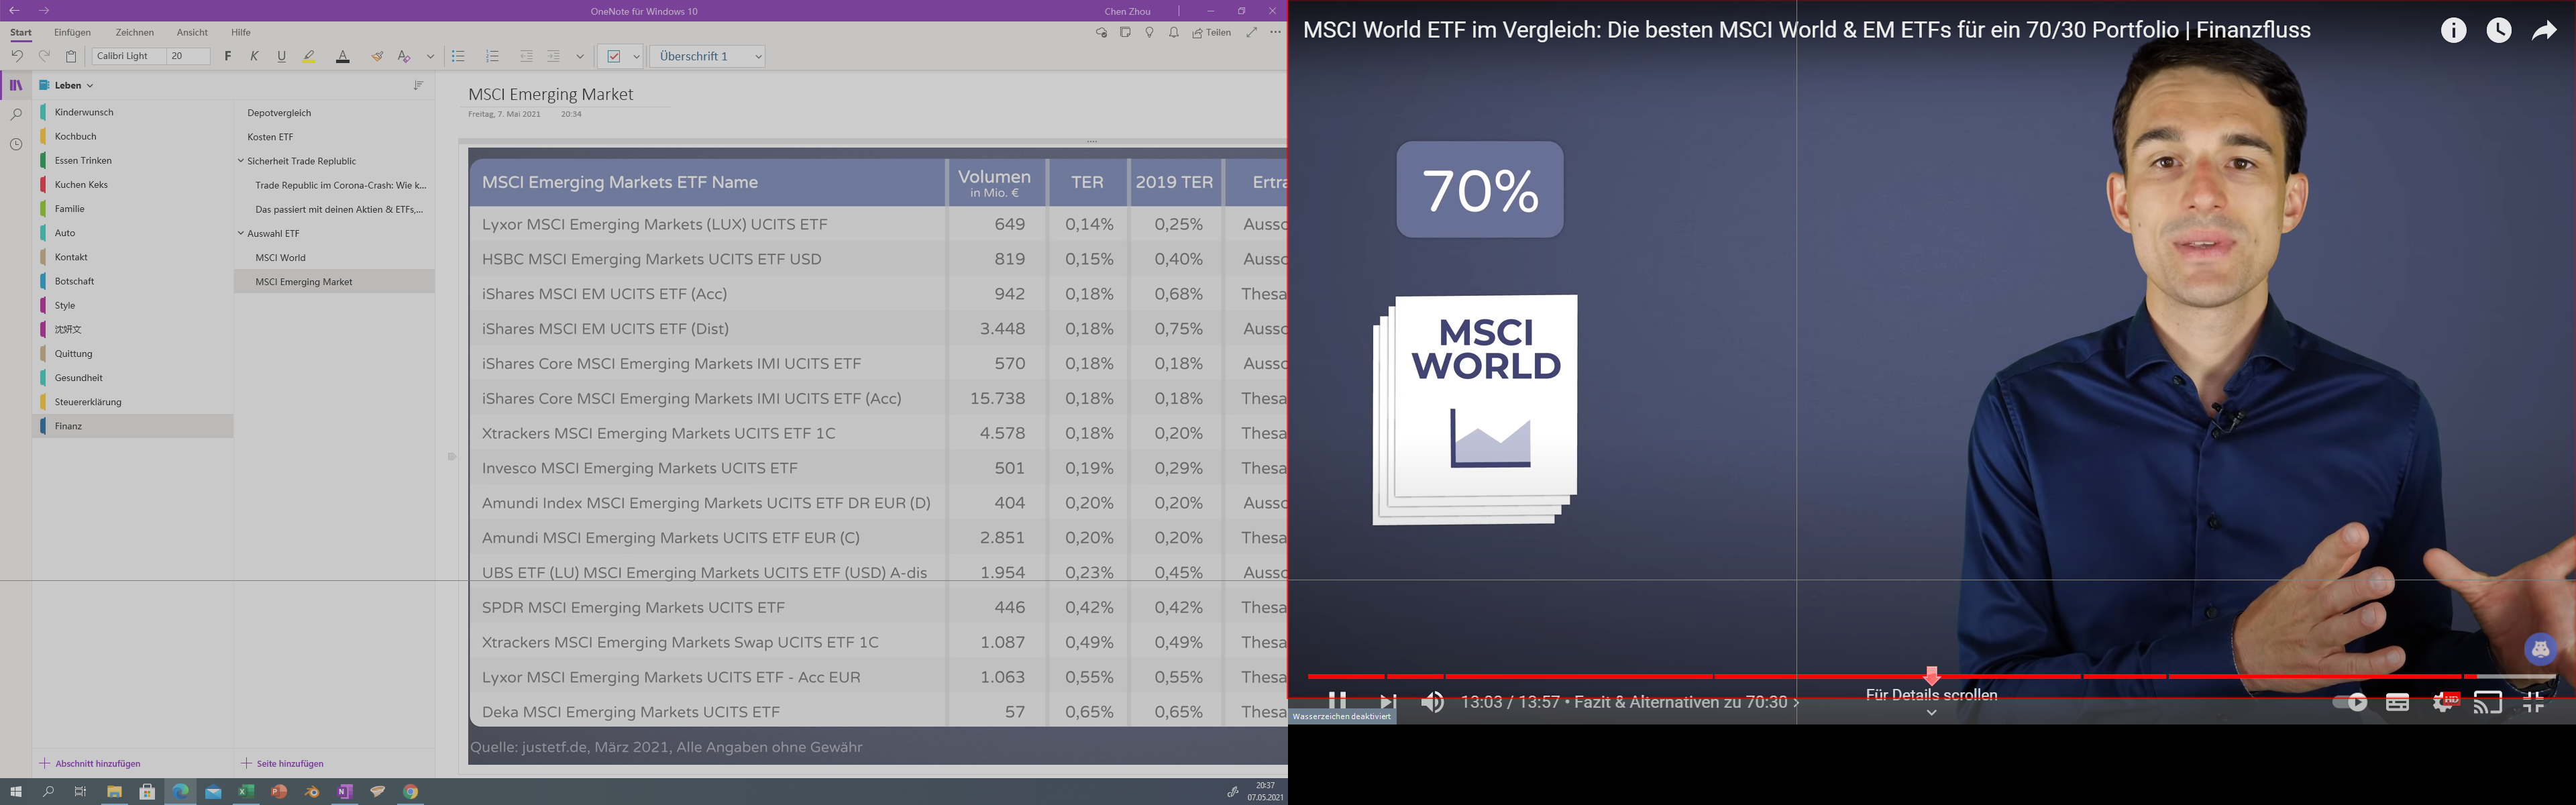 OneNote für Windows 10
Chen Zhou
Start Einfügen Zeichnen Ansicht Hilfe
Teilen
Calibri Light 20 F K U A Überschrift 1
Leben
Kinderwunsch
Kochbuch
Essen Trinken
Kuchen Keks
Familie
Auto
Kontakt
Botschaft
Style
沈妍文
Quittung
Gesundheit
Steuererklärung
Finanz
Abschnitt hinzufügen
Depotvergleich
Kosten ETF
Sicherheit Trade Replublic
Trade Republic im Corona-Crash: Wie k...
Das passiert mit deinen Aktien & ETFs,...
Auswahl ETF
MSCI World
MSCI Emerging Market
Seite hinzufügen
MSCI Emerging Market
Freitag, 7. Mai 2021 20:34
MSCI Emerging Markets ETF Name Volumen in Mio. € TER 2019 TER Ertra
Lyxor MSCI Emerging Markets (LUX) UCITS ETF 649 0,14% 0,25% Aussc
HSBC MSCI Emerging Markets UCITS ETF USD 819 0,15% 0,40% Aussc
iShares MSCI EM UCITS ETF (Acc) 942 0,18% 0,68% Thesa
iShares MSCI EM UCITS ETF (Dist) 3.448 0,18% 0,75% Aussc
iShares Core MSCI Emerging Markets IMI UCITS ETF 570 0,18% 0,18% Aussc
iShares Core MSCI Emerging Markets IMI UCITS ETF (Acc) 15.738 0,18% 0,18% Thesa
Xtrackers MSCI Emerging Markets UCITS ETF 1C 4.578 0,18% 0,20% Thesa
Invesco MSCI Emerging Markets UCITS ETF 501 0,19% 0,29% Thesa
Amundi Index MSCI Emerging Markets UCITS ETF DR EUR (D) 404 0,20% 0,20% Aussc
Amundi MSCI Emerging Markets UCITS ETF EUR (C) 2.851 0,20% 0,20% Thesa
UBS ETF (LU) MSCI Emerging Markets UCITS ETF (USD) A-dis 1.954 0,23% 0,45% Aussc
SPDR MSCI Emerging Markets UCITS ETF 446 0,42% 0,42% Thesa
Xtrackers MSCI Emerging Markets Swap UCITS ETF 1C 1.087 0,49% 0,49% Thesa
Lyxor MSCI Emerging Markets UCITS ETF - Acc EUR 1.063 0,55% 0,55% Thesa
Deka MSCI Emerging Markets UCITS ETF 57 0,65% 0,65% Thesa
Quelle: justetf.de, März 2021, Alle Angaben ohne Gewähr
20:37
07.05.2021
MSCI World ETF im Vergleich: Die besten MSCI World & EM ETFs für ein 70/30 Portfolio | Finanzfluss
70%
MSCI
WORLD
13:03 / 13:57 • Fazit & Alternativen zu 70:30
Für Details scrollen
HD
Wasserzeichen deaktiviert